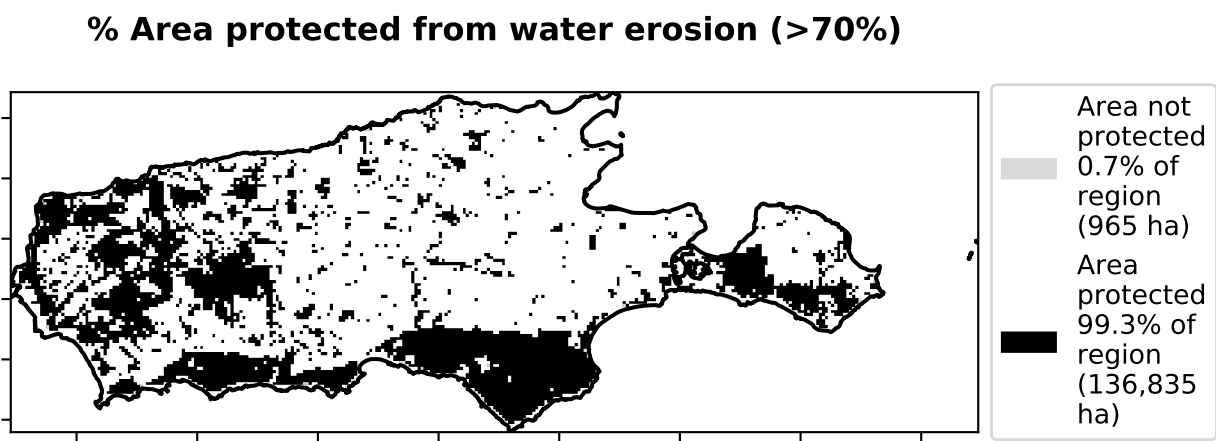 % Area protected from water erosion (>70%)
Area not
protected
0.7% of
region
(965 ha)
Area
protected
99.3% of
region
(136,835
ha)